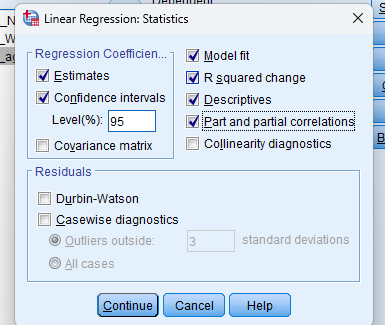 Dependent
Linear Regression: Statistics
Regression Coefficien...
Estimates
Confidence intervals
Level(%): 95
Covariance matrix
Model fit
R squared change
Descriptives
Part and partial correlations
Collinearity diagnostics
Residuals
Durbin-Watson
Casewise diagnostics
Outliers outside: 3 standard deviations
All cases
Continue Cancel Help